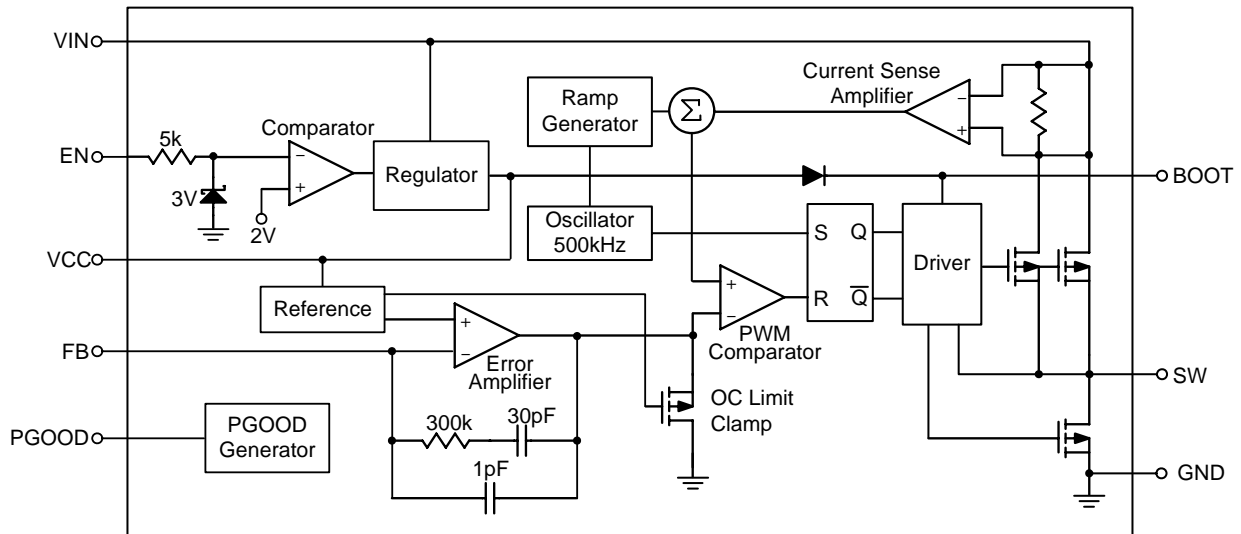 VIN
Current Sense
Amplifier
−
+
Ramp
Generator
Σ
Comparator
5k
EN
−
+
Regulator
3V
2V
BOOT
Oscillator
500kHz
S
Q
R
Q̅
Driver
VCC
Reference
+
−
PWM
Comparator
FB
+
−
Error
Amplifier
SW
OC Limit
Clamp
300k
30pF
1pF
PGOOD
PGOOD
Generator
GND